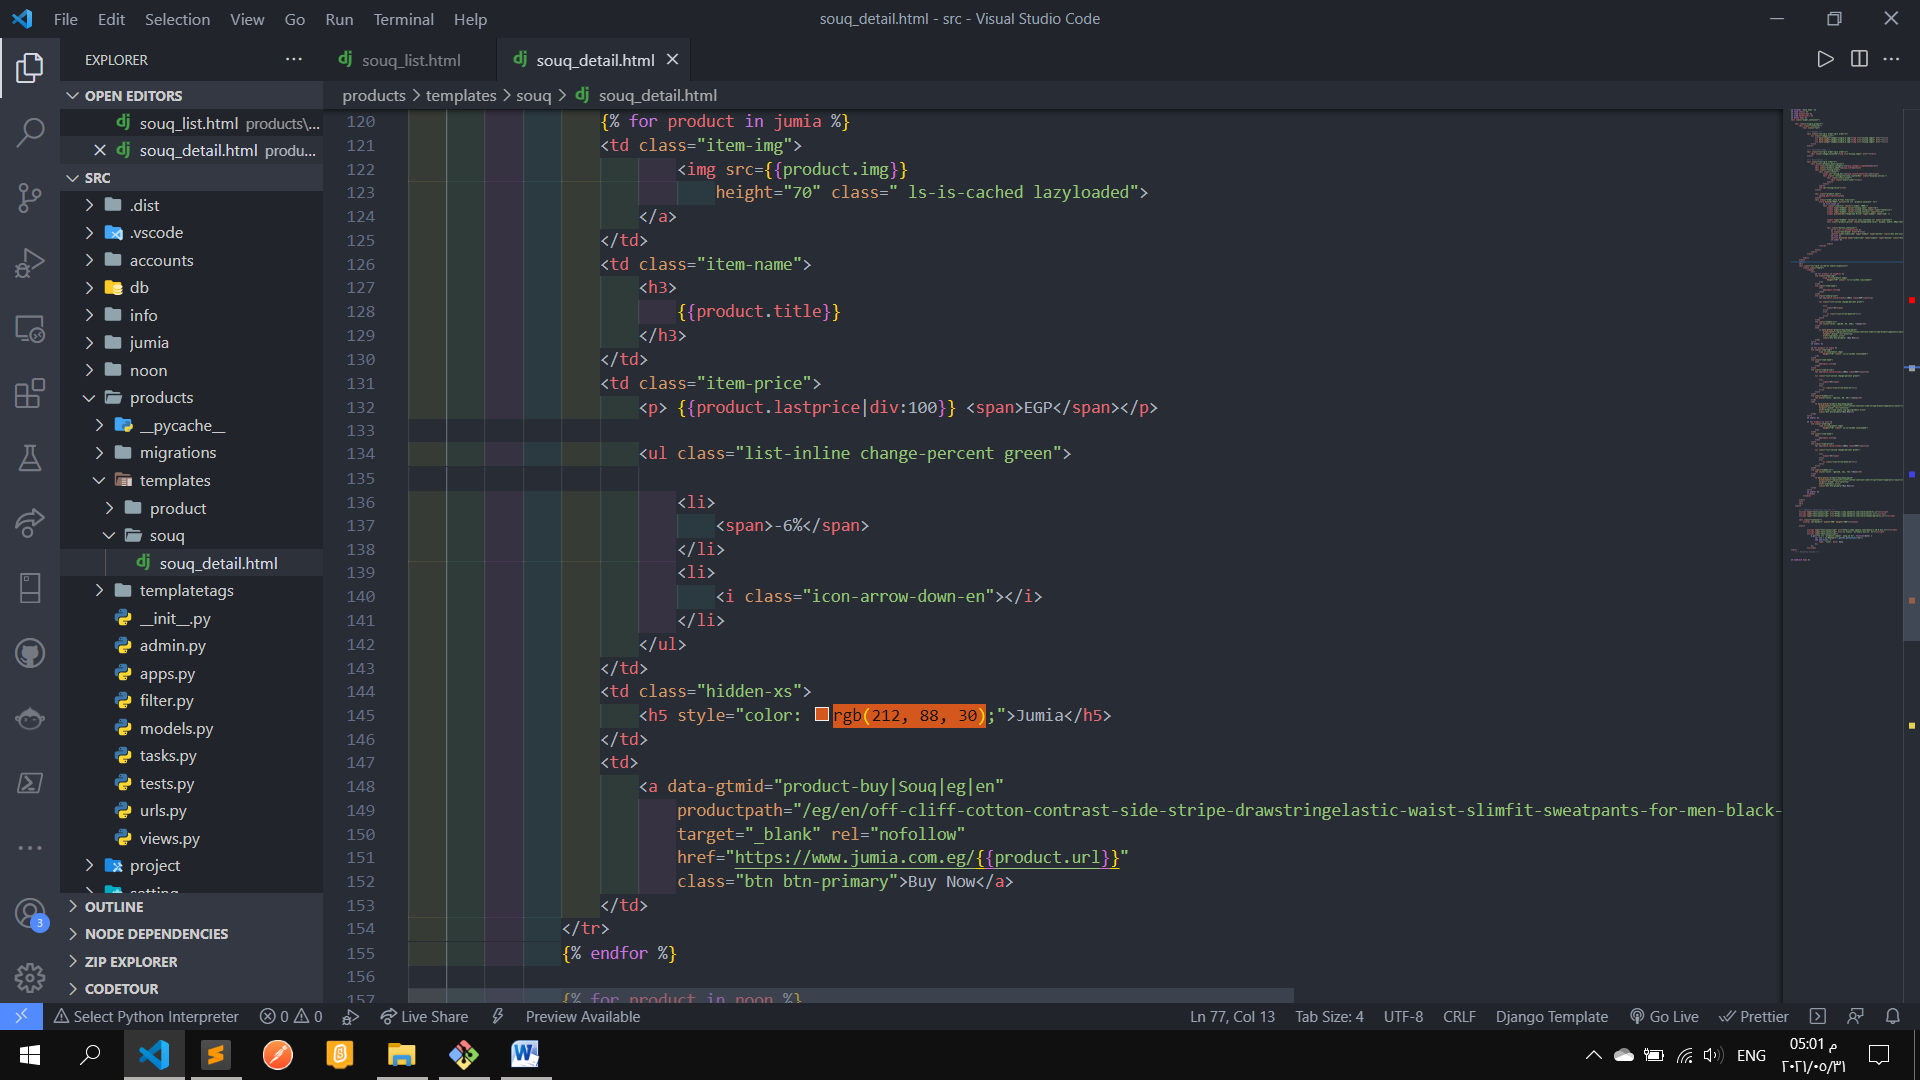 File Edit Selection View Go Run Terminal Help
souq_detail.html - src - Visual Studio Code
EXPLORER
souq_list.html
souq_detail.html
OPEN EDITORS
souq_list.html products\...
souq_detail.html produ...
SRC
.dist
.vscode
accounts
db
info
jumia
noon
products
__pycache__
migrations
templates
product
souq
souq_detail.html
templatetags
__init__.py
admin.py
apps.py
filter.py
models.py
tasks.py
tests.py
urls.py
views.py
project
setting
OUTLINE
NODE DEPENDENCIES
ZIP EXPLORER
CODETOUR
products > templates > souq > souq_detail.html
120 {% for product in jumia %}
121 <td class="item-img">
122 <img src={{product.img}}
123 height="70" class=" ls-is-cached lazyloaded">
124 </a>
125 </td>
126 <td class="item-name">
127 <h3>
128 {{product.title}}
129 </h3>
130 </td>
131 <td class="item-price">
132 <p> {{product.lastprice|div:100}} <span>EGP</span></p>
133
134 <ul class="list-inline change-percent green">
135
136 <li>
137 <span>-6%</span>
138 </li>
139 <li>
140 <i class="icon-arrow-down-en"></i>
141 </li>
142 </ul>
143 </td>
144 <td class="hidden-xs">
145 <h5 style="color: rgb(212, 88, 30);">Jumia</h5>
146 </td>
147 <td>
148 <a data-gtmid="product-buy|Souq|eg|en"
149 productpath="/eg/en/off-cliff-cotton-contrast-side-stripe-drawstringelastic-waist-slimfit-sweatpants-for-men-black-
150 target="_blank" rel="nofollow"
151 href="https://www.jumia.com.eg/{{product.url}}"
152 class="btn btn-primary">Buy Now</a>
153 </td>
154 </tr>
155 {% endfor %}
156
157 {% for product in noon %}
3
Select Python Interpreter 0 0 Live Share Preview Available
Ln 77, Col 13 Tab Size: 4 UTF-8 CRLF Django Template Go Live Prettier
ENG
05:01 م
٢٠٢١/٠٥/٣١